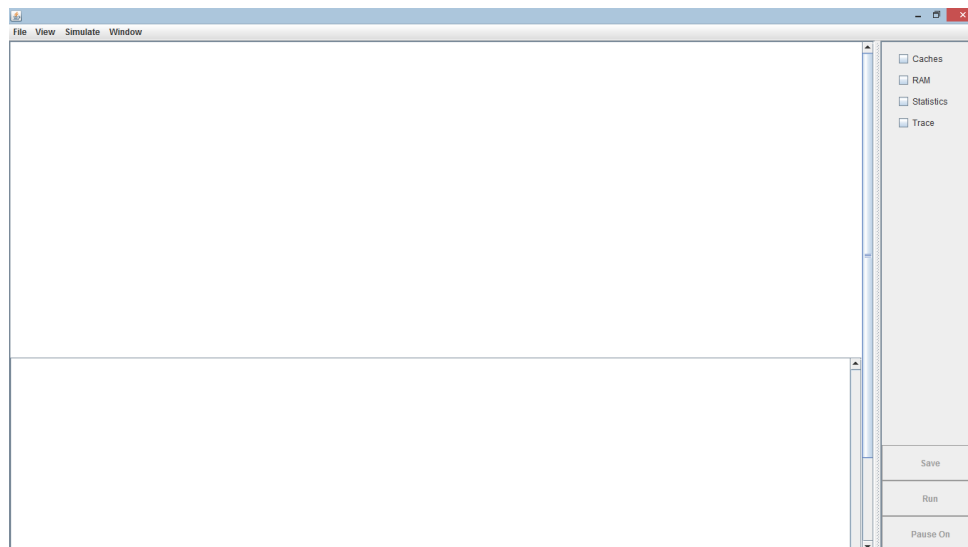 File View Simulate Window
Caches
RAM
Statistics
Trace
Save
Run
Pause On